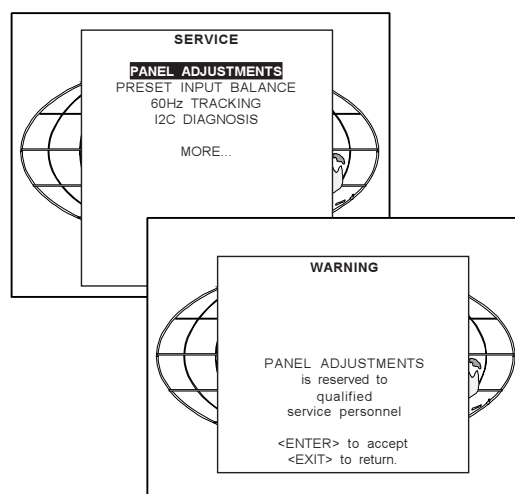 SERVICE
PANEL ADJUSTMENTS
PRESET INPUT BALANCE
60Hz TRACKING
I2C DIAGNOSIS
MORE...
WARNING
PANEL ADJUSTMENTS
is reserved to
qualified
service personnel
<ENTER> to accept
<EXIT> to return.